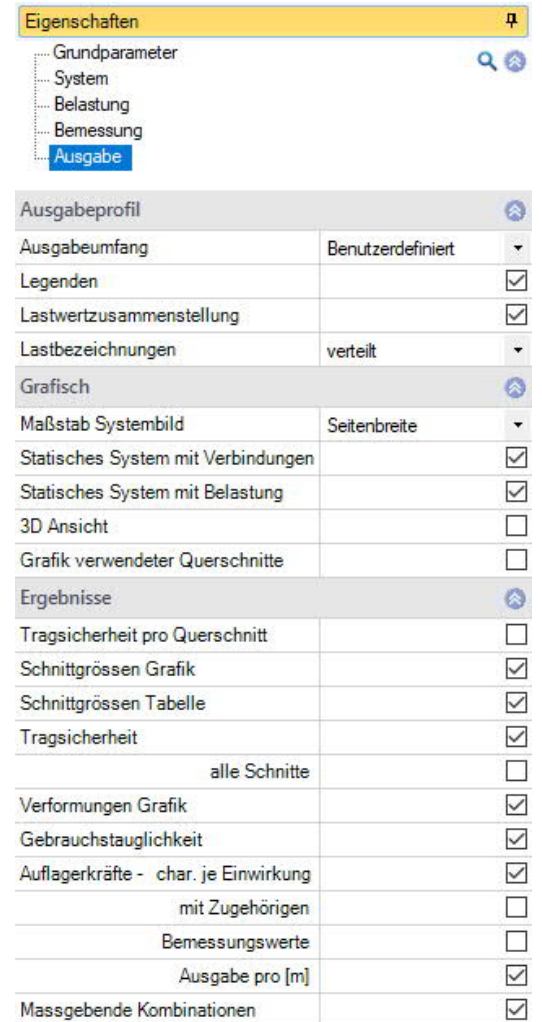 Eigenschaften
Grundparameter
System
Belastung
Bemessung
Ausgabe
Ausgabeprofil
Ausgabeumfang Benutzerdefiniert
Legenden
Lastwertzusammenstellung
Lastbezeichnungen verteilt
Grafisch
Maßstab Systembild Seitenbreite
Statisches System mit Verbindungen
Statisches System mit Belastung
3D Ansicht
Grafik verwendeter Querschnitte
Ergebnisse
Tragsicherheit pro Querschnitt
Schnittgrössen Grafik
Schnittgrössen Tabelle
Tragsicherheit
alle Schnitte
Verformungen Grafik
Gebrauchstauglichkeit
Auflagerkräfte - char. je Einwirkung
mit Zugehörigen
Bemessungswerte
Ausgabe pro [m]
Massgebende Kombinationen